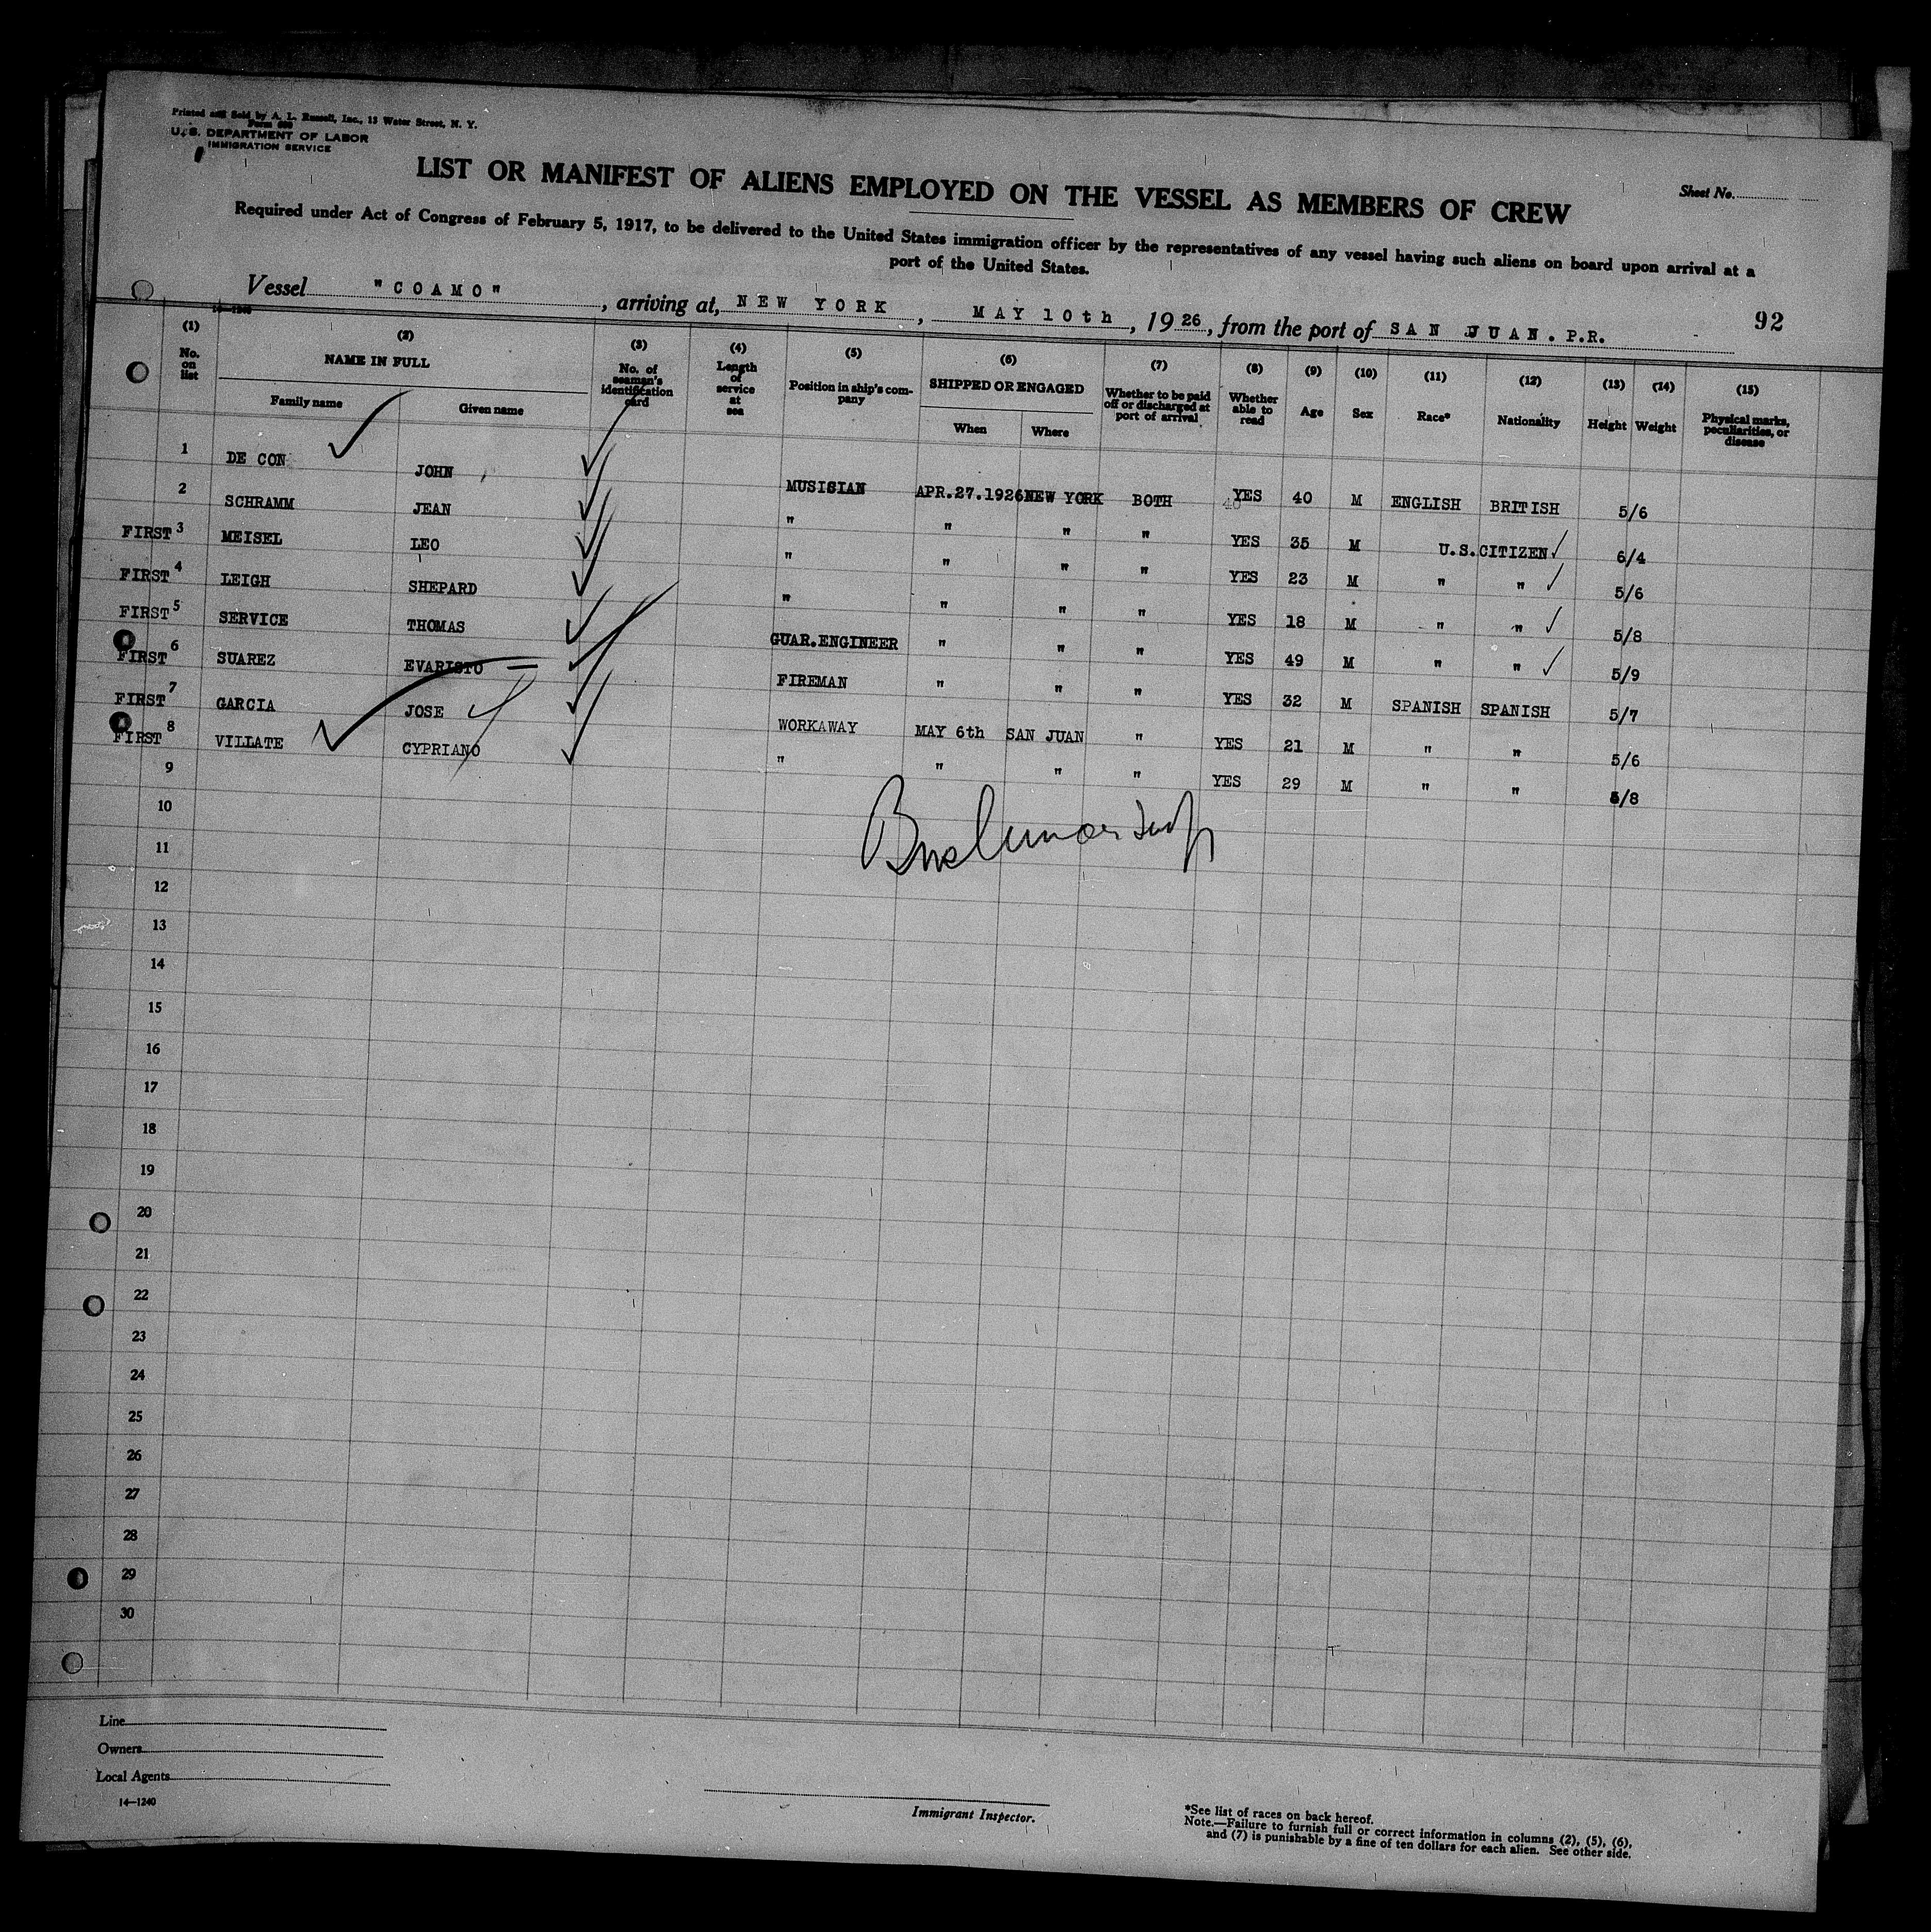 Printed and Sold by A. L. Russell, Inc., 13 Water Street, N. Y.
Form 680
U. S. DEPARTMENT OF LABOR
IMMIGRATION SERVICE
LIST OR MANIFEST OF ALIENS EMPLOYED ON THE VESSEL AS MEMBERS OF CREW
Sheet No.
Required under Act of Congress of February 5, 1917, to be delivered to the United States immigration officer by the representatives of any vessel having such aliens on board upon arrival at a
port of the United States.
Vessel "COAMO", arriving at, NEW YORK, MAY 10th, 1926, from the port of SAN JUAN. P.R.
92
14—1240
(1) (2) (3) (4) (5) (6) (7) (8) (9) (10) (11) (12) (13) (14) (15)
No. on list NAME IN FULL Family name Given name No. of seaman's identification card Length of service at sea Position in ship's company SHIPPED OR ENGAGED When Where Whether to be paid off or discharged at port of arrival Whether able to read Age Sex Race* Nationality Height Weight Physical marks, peculiarities, or disease
1 DE CON JOHN MUSISIAN APR.27.1926 NEW YORK BOTH YES 40 M ENGLISH BRITISH 5/6
2 SCHRAMM JEAN " " " " YES 35 M U.S.CITIZEN 6/4
FIRST 3 MEISEL LEO " " " " YES 23 M " " 5/6
FIRST 4 LEIGH SHEPARD " " " " YES 18 M " " 5/8
FIRST 5 SERVICE THOMAS GUAR.ENGINEER " " " YES 49 M " " 5/9
FIRST 6 SUAREZ EVARISTO FIREMAN " " " YES 32 M SPANISH SPANISH 5/7
FIRST 7 GARCIA JOSE WORKAWAY MAY 6th SAN JUAN " YES 21 M " " 5/6
FIRST 8 VILLATE CYPRIANO " " " " YES 29 M " " 5/8
9
10
11
12
13
14
15
16
17
18
19
20
21
22
23
24
25
26
27
28
29
30
Line
Owners
Local Agents
14—1240
Immigrant Inspector.
*See list of races on back hereof.
Note.—Failure to furnish full or correct information in columns (2), (5), (6),
and (7) is punishable by a fine of ten dollars for each alien. See other side.